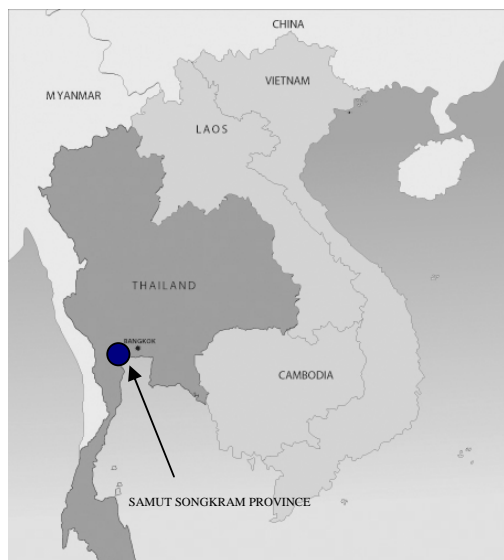 CHINA
MYANMAR
VIETNAM
LAOS
THAILAND
BANGKOK
CAMBODIA
SAMUT SONGKRAM PROVINCE